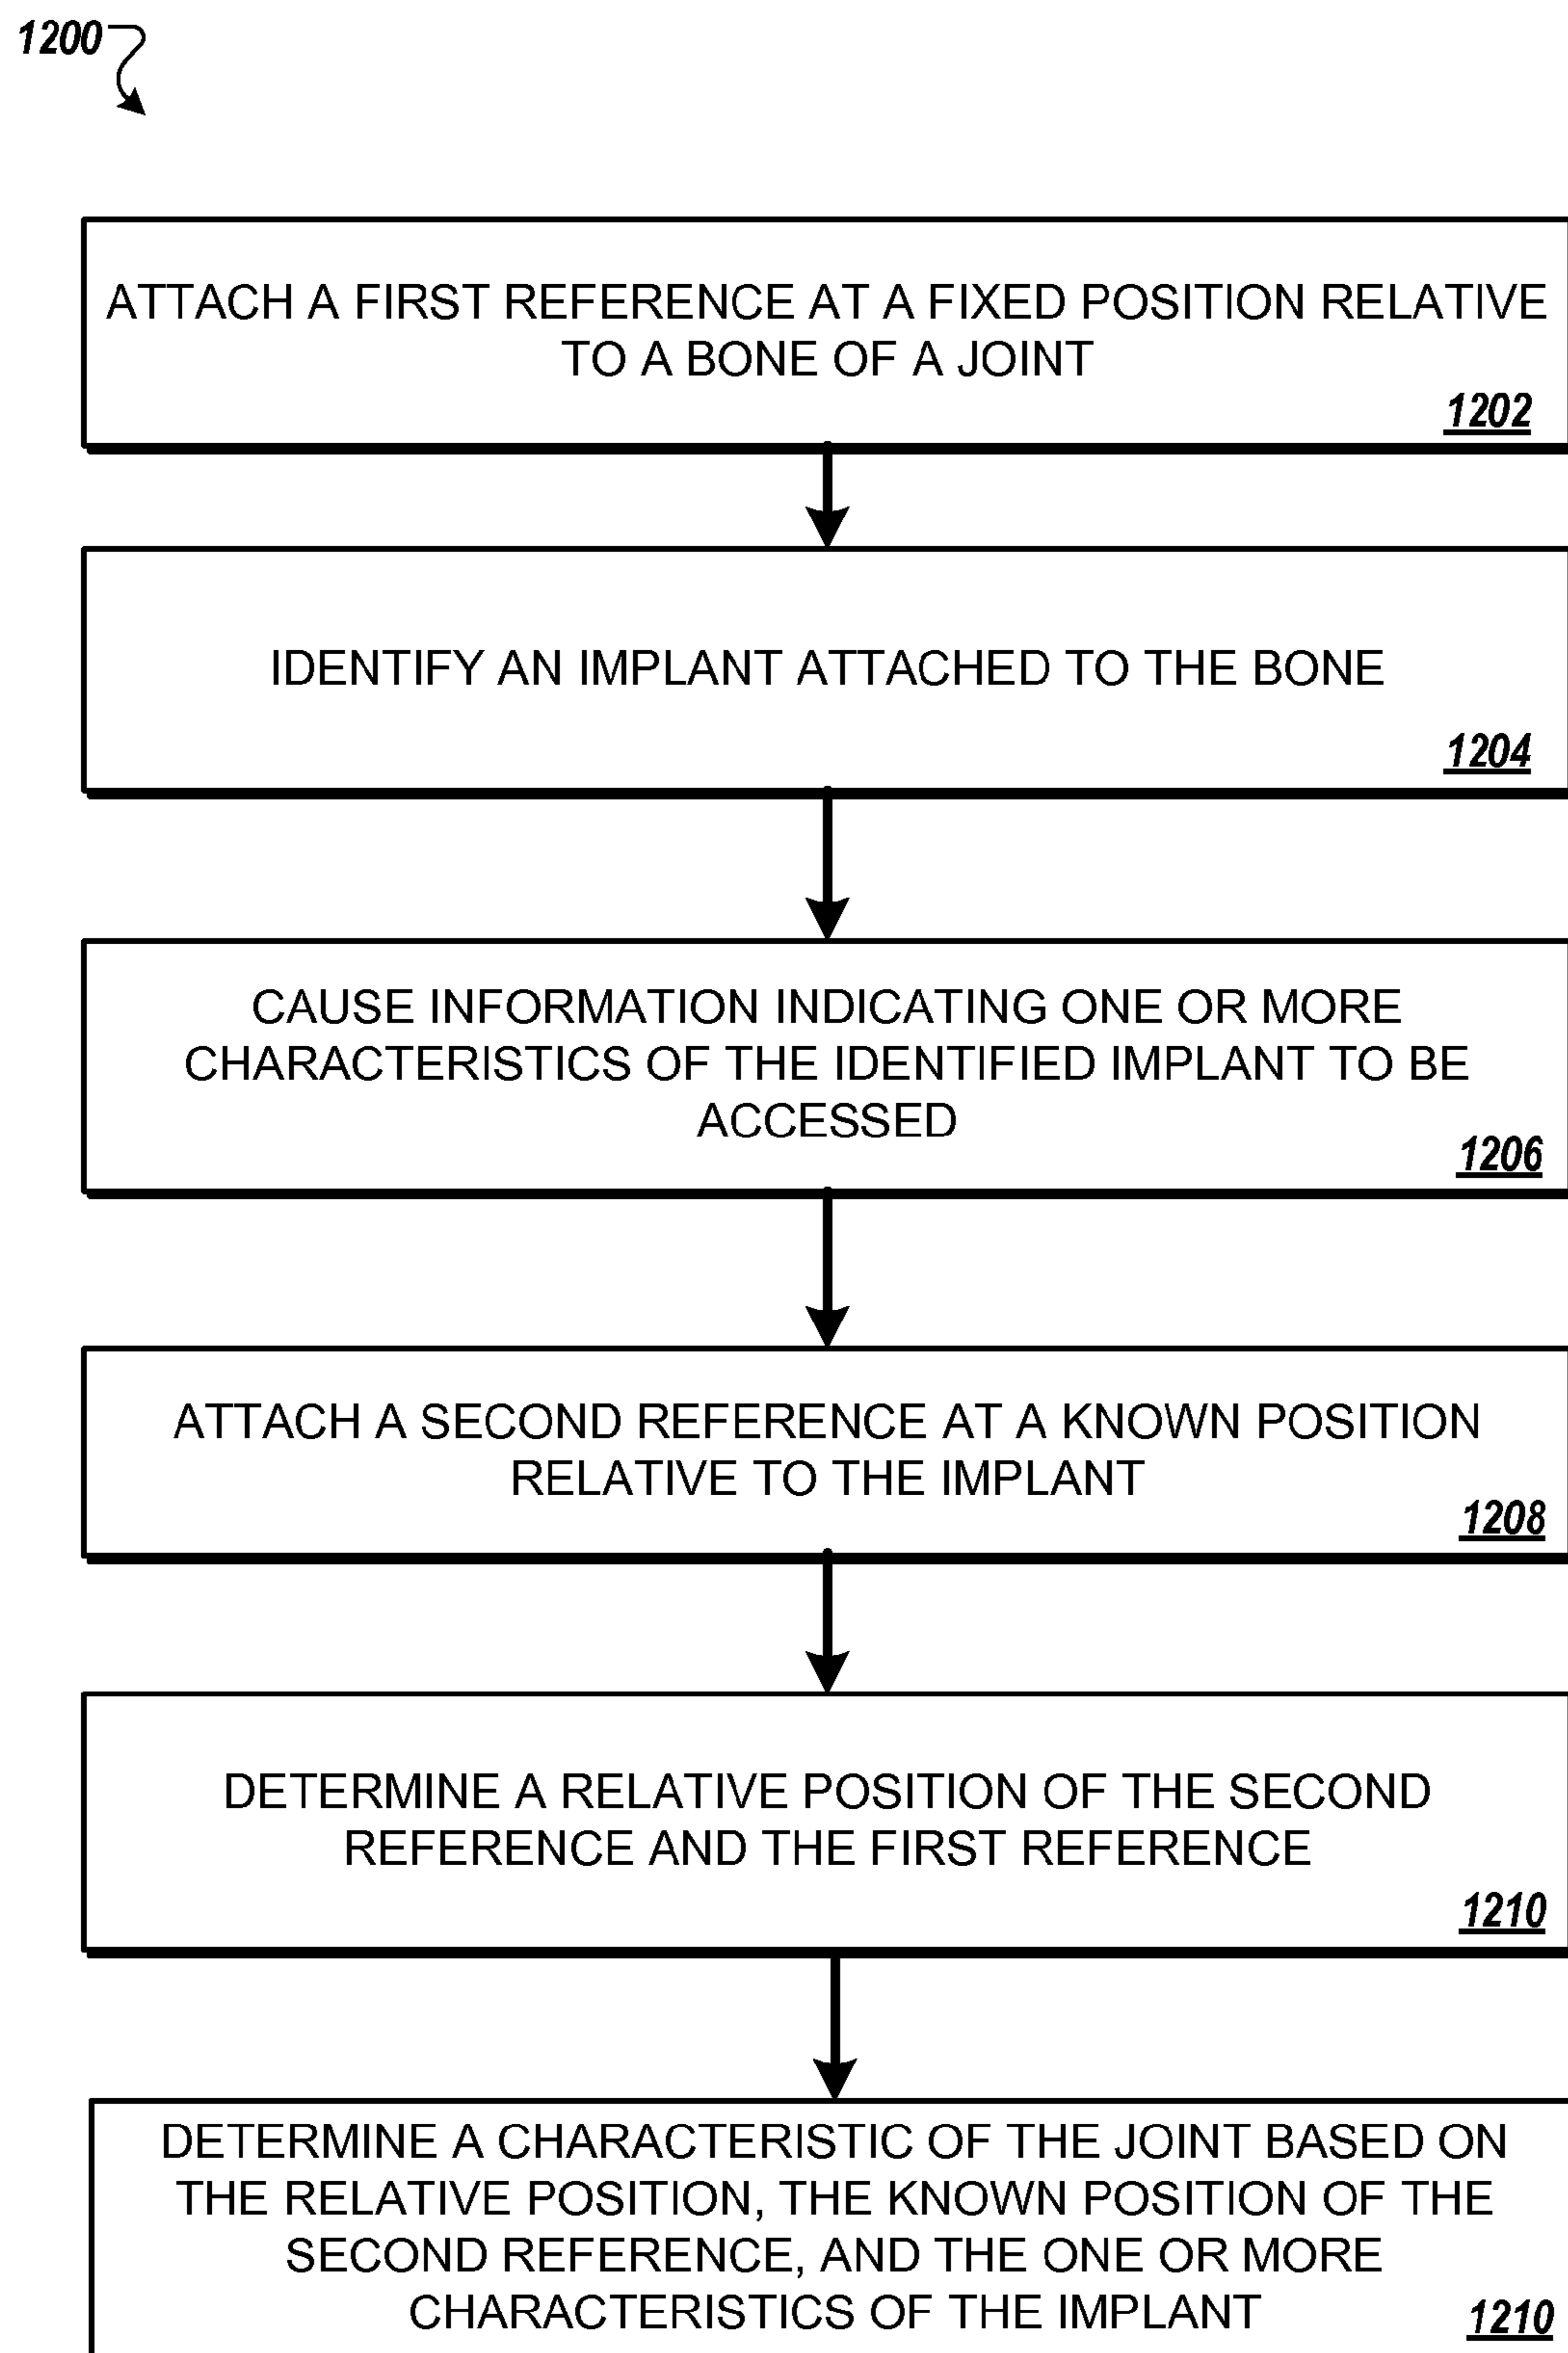 1200
ATTACH A FIRST REFERENCE AT A FIXED POSITION RELATIVE
TO A BONE OF A JOINT
1202
IDENTIFY AN IMPLANT ATTACHED TO THE BONE
1204
CAUSE INFORMATION INDICATING ONE OR MORE
CHARACTERISTICS OF THE IDENTIFIED IMPLANT TO BE
ACCESSED
1206
ATTACH A SECOND REFERENCE AT A KNOWN POSITION
RELATIVE TO THE IMPLANT
1208
DETERMINE A RELATIVE POSITION OF THE SECOND
REFERENCE AND THE FIRST REFERENCE
1210
DETERMINE A CHARACTERISTIC OF THE JOINT BASED ON
THE RELATIVE POSITION, THE KNOWN POSITION OF THE
SECOND REFERENCE, AND THE ONE OR MORE
CHARACTERISTICS OF THE IMPLANT
1210